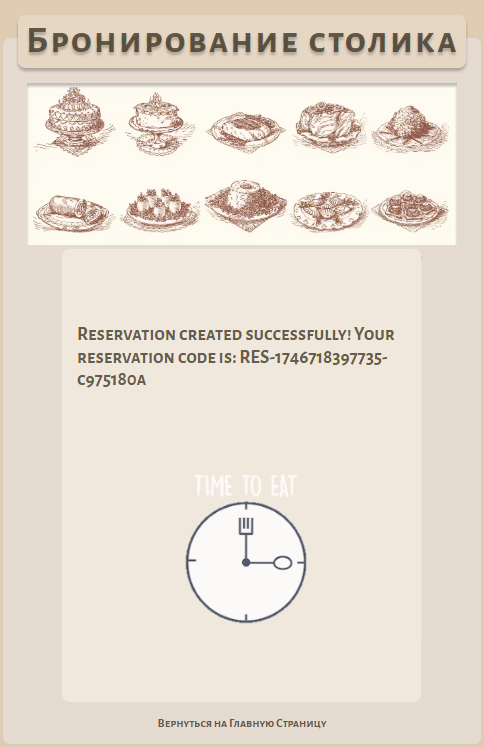 Бронирование столика
Reservation created successfully! Your
reservation code is: RES-1746718397735-
c975180a
TIME TO EAT
Вернуться на Главную Страницу